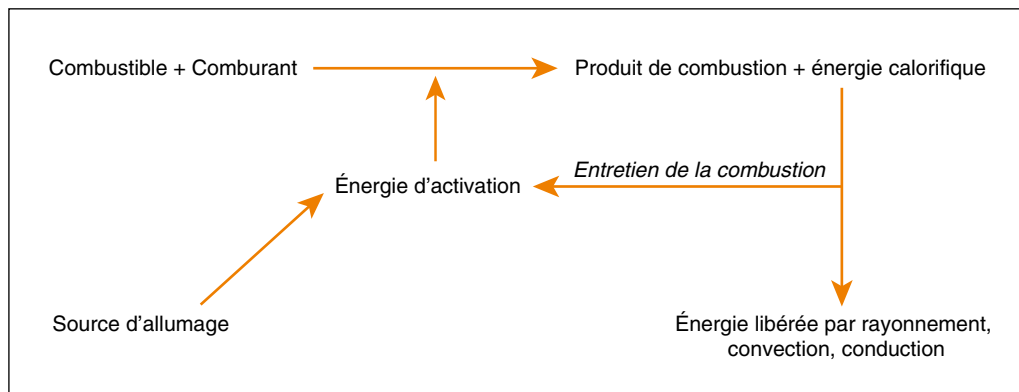 Combustible + Comburant
Produit de combustion + énergie calorifique
Entretien de la combustion
Énergie d’activation
Source d’allumage
Énergie libérée par rayonnement,
convection, conduction